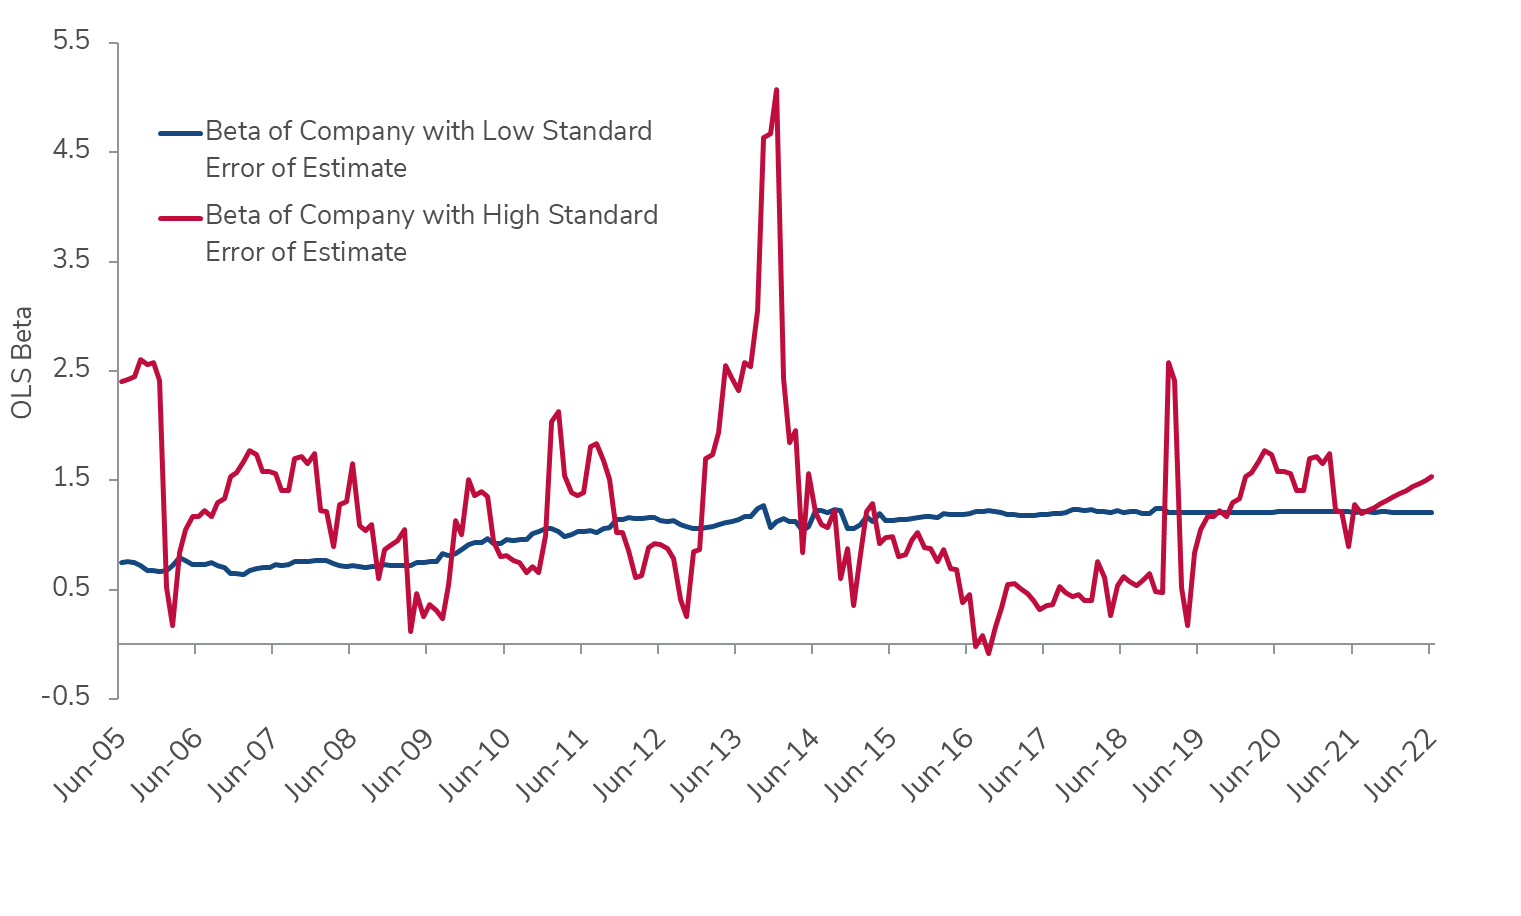 5.5
4.5
3.5
2.5
1.5
0.5
-0.5
OLS Beta
Beta of Company with Low Standard
Error of Estimate
Beta of Company with High Standard
Error of Estimate
Jun-05
Jun-06
Jun-07
Jun-08
Jun-09
Jun-10
Jun-11
Jun-12
Jun-13
Jun-14
Jun-15
Jun-16
Jun-17
Jun-18
Jun-19
Jun-20
Jun-21
Jun-22